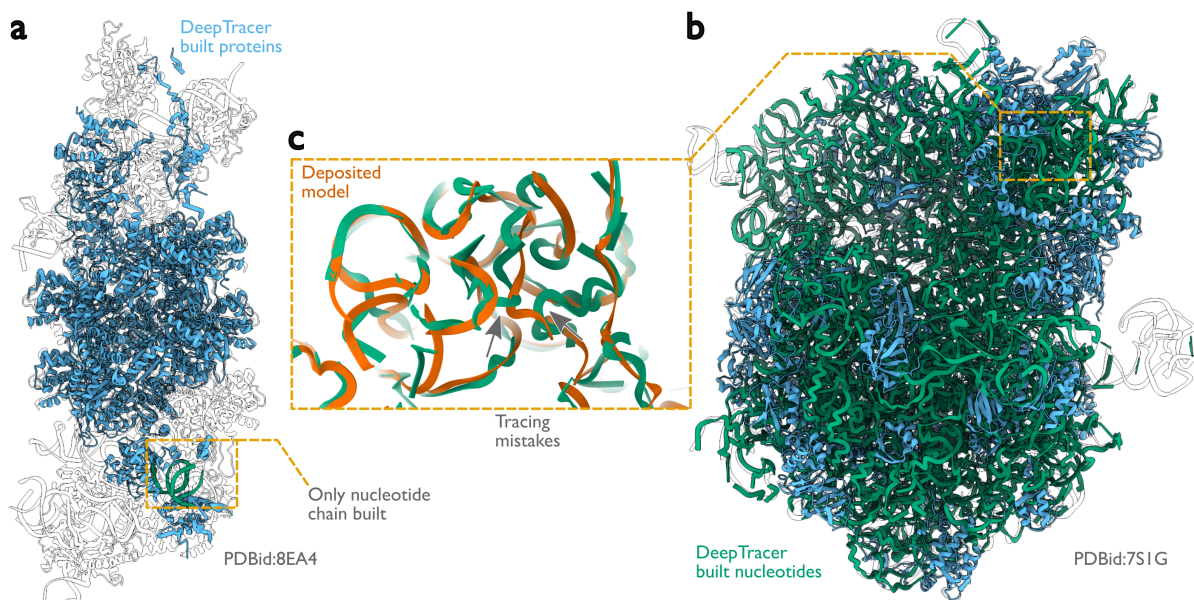 a
DeepTracer
built proteins
Only nucleotide
chain built
PDBid:8EA4
c
Deposited
model
Tracing
mistakes
b
DeepTracer
built nucleotides
PDBid:7S1G